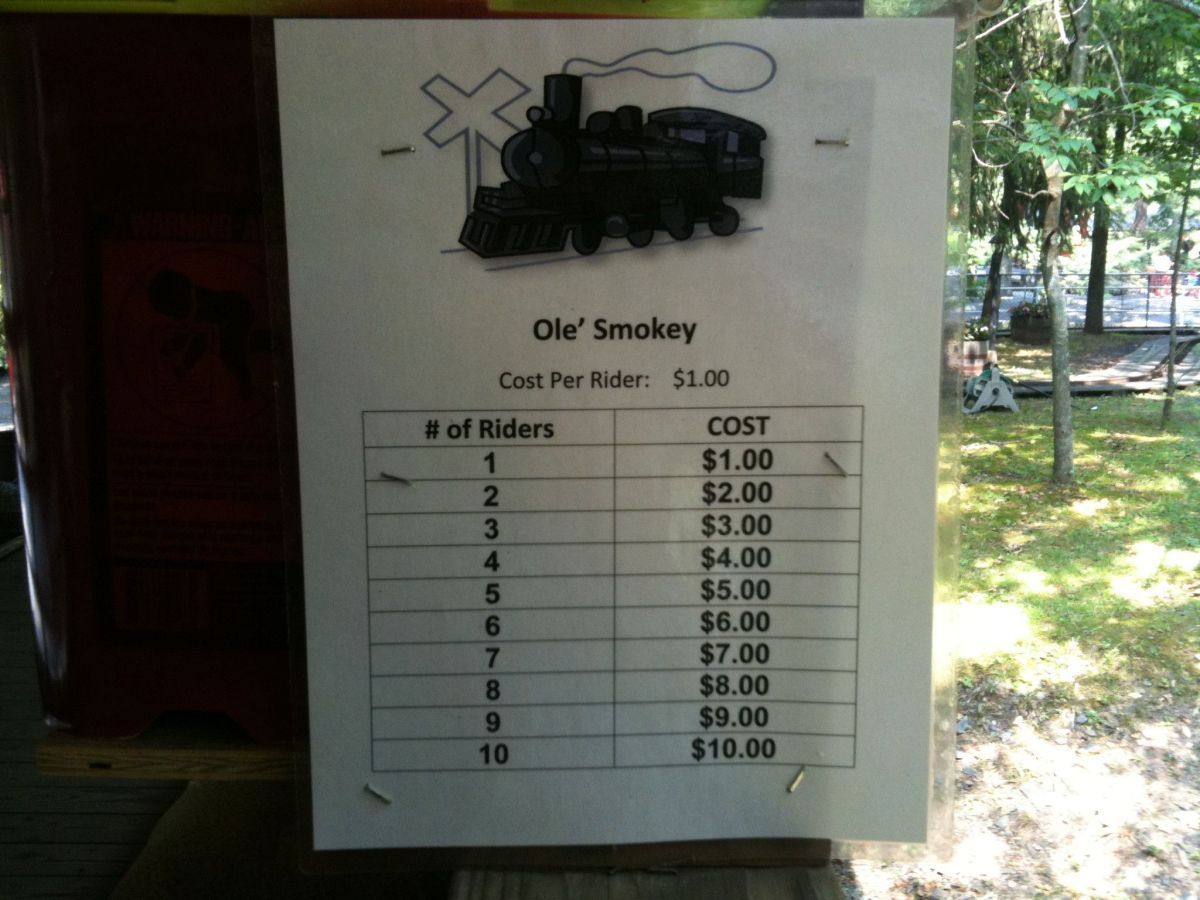 WARNING
Ole' Smokey
Cost Per Rider: $1.00
# of Riders COST
1 $1.00
2 $2.00
3 $3.00
4 $4.00
5 $5.00
6 $6.00
7 $7.00
8 $8.00
9 $9.00
10 $10.00